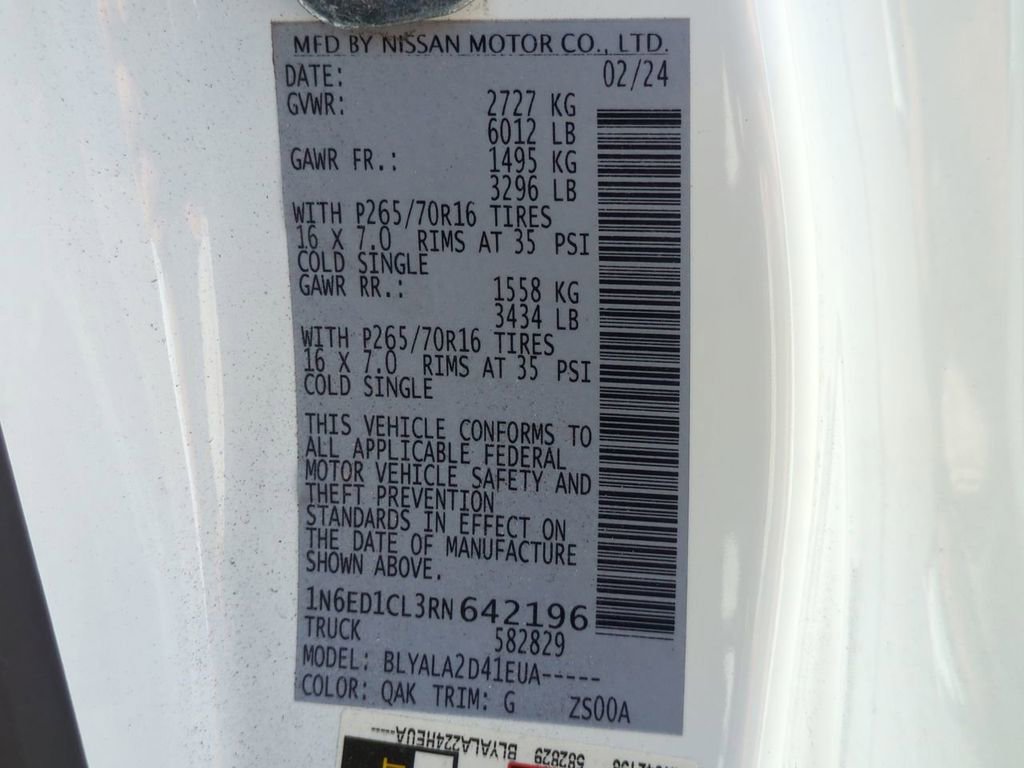 MFD BY NISSAN MOTOR CO., LTD.
DATE: 02/24
GVWR: 2727 KG
6012 LB
GAWR FR.: 1495 KG
3296 LB
WITH P265/70R16 TIRES
16 X 7.0 RIMS AT 35 PSI
COLD SINGLE
GAWR RR.: 1558 KG
3434 LB
WITH P265/70R16 TIRES
16 X 7.0 RIMS AT 35 PSI
COLD SINGLE
THIS VEHICLE CONFORMS TO
ALL APPLICABLE FEDERAL
MOTOR VEHICLE SAFETY AND
THEFT PREVENTION
STANDARDS IN EFFECT ON
THE DATE OF MANUFACTURE
SHOWN ABOVE.
1N6ED1CL3RN642196
TRUCK 582829
MODEL: BLYALA2D41EUA-----
COLOR: QAK TRIM: G ZS00A
582829 BLYALA224HEUA-----